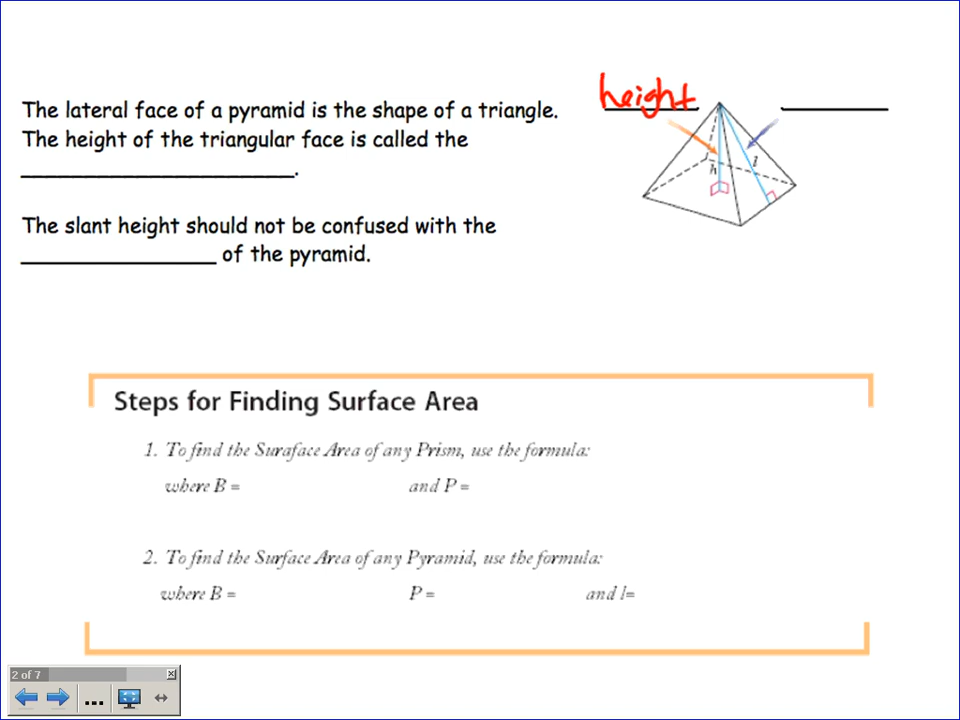 The lateral face of a pyramid is the shape of a triangle.
The height of the triangular face is called the
____________________.
The slant height should not be confused with the
_______________ of the pyramid.
height
h
l
Steps for Finding Surface Area
1. To find the Suraface Area of any Prism, use the formula:
where B = and P =
2. To find the Surface Area of any Pyramid, use the formula:
where B = P = and l=
2 of 7
...